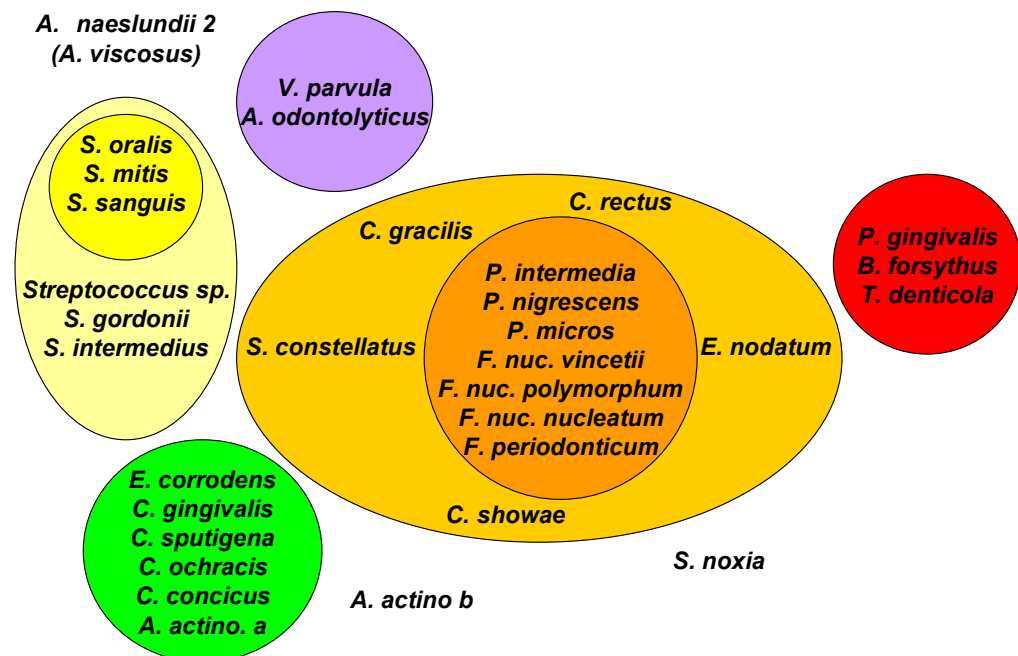 A. naeslundii 2
(A. viscosus)
V. parvula
A. odontolyticus
S. oralis
S. mitis
S. sanguis
Streptococcus sp.
S. gordonii
S. intermedius
C. rectus
C. gracilis
P. intermedia
P. nigrescens
P. micros
F. nuc. vincetii
F. nuc. polymorphum
F. nuc. nucleatum
F. periodonticum
S. constellatus
E. nodatum
C. showae
P. gingivalis
B. forsythus
T. denticola
E. corrodens
C. gingivalis
C. sputigena
C. ochracis
C. concicus
A. actino. a
A. actino b
S. noxia